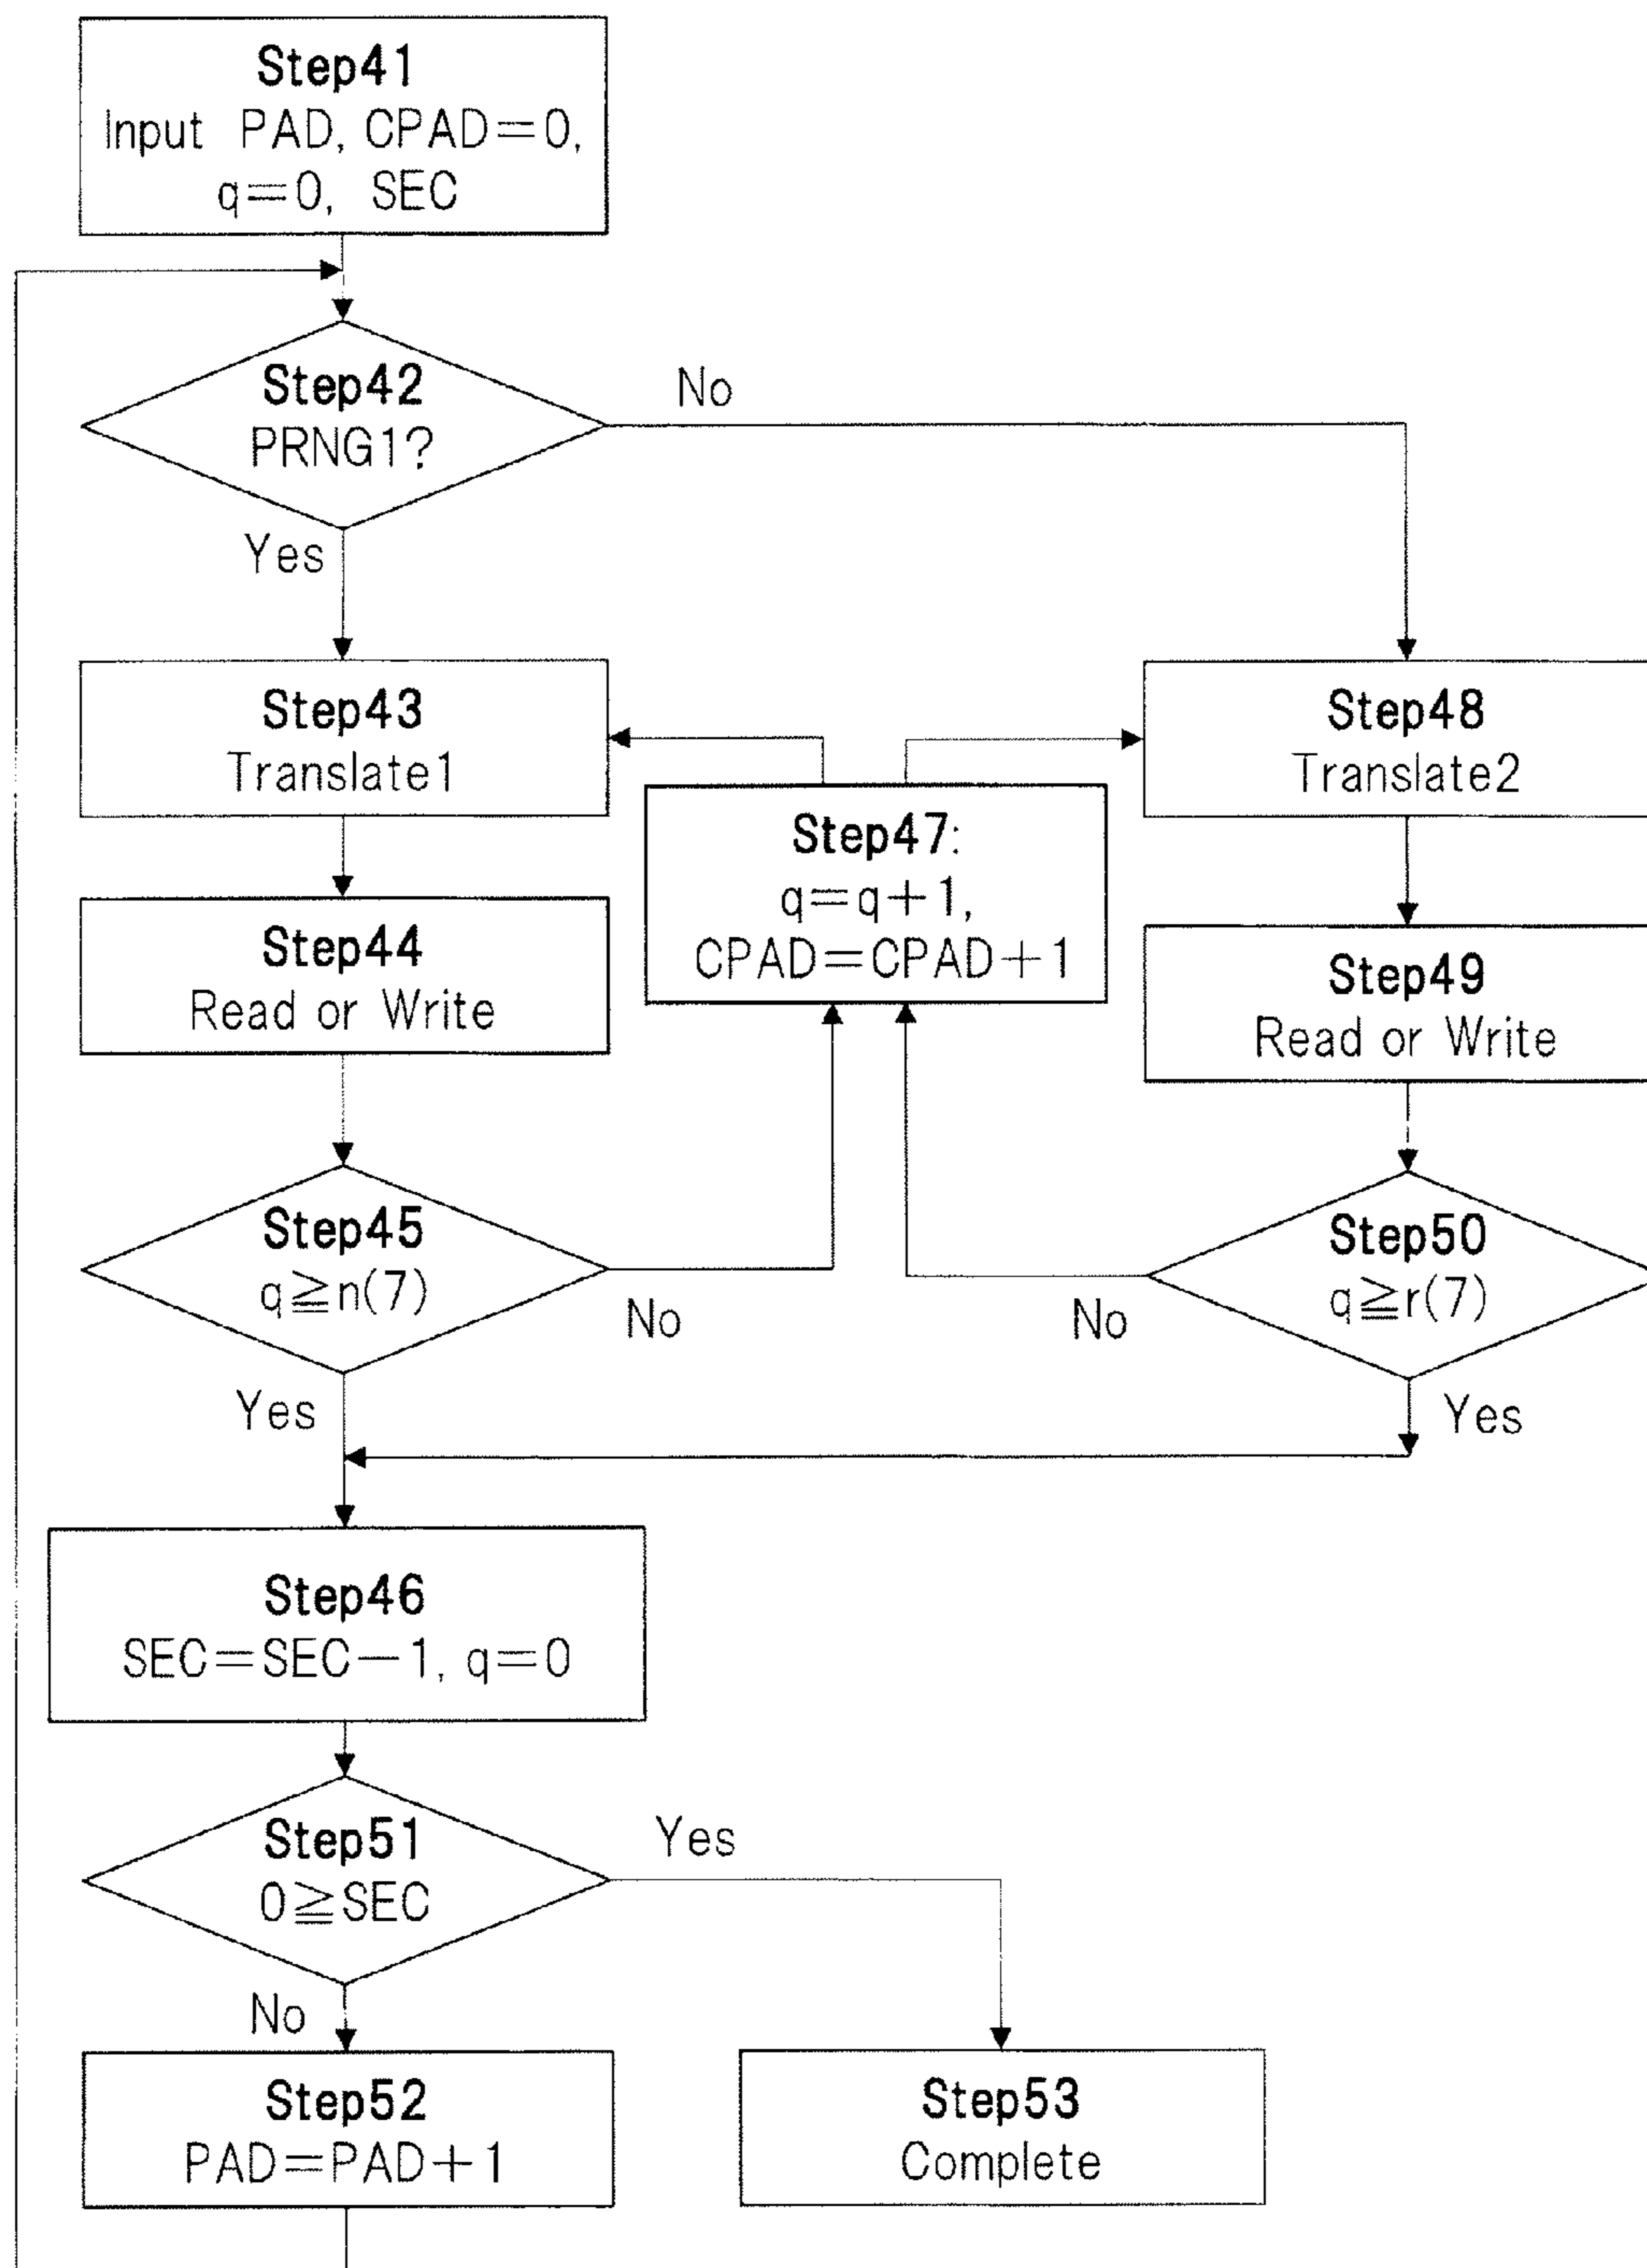 Step41
Input PAD, CPAD=0,
q=0, SEC
Step42
PRNG1?
No
Yes
Step43
Translate1
Step48
Translate2
Step47:
q=q+1,
CPAD=CPAD+1
Step44
Read or Write
Step49
Read or Write
Step45
q≧n(7)
No
Step50
q≧r(7)
No
Yes
Yes
Step46
SEC=SEC−1, q=0
Step51
0≧SEC
Yes
No
Step52
PAD=PAD+1
Step53
Complete